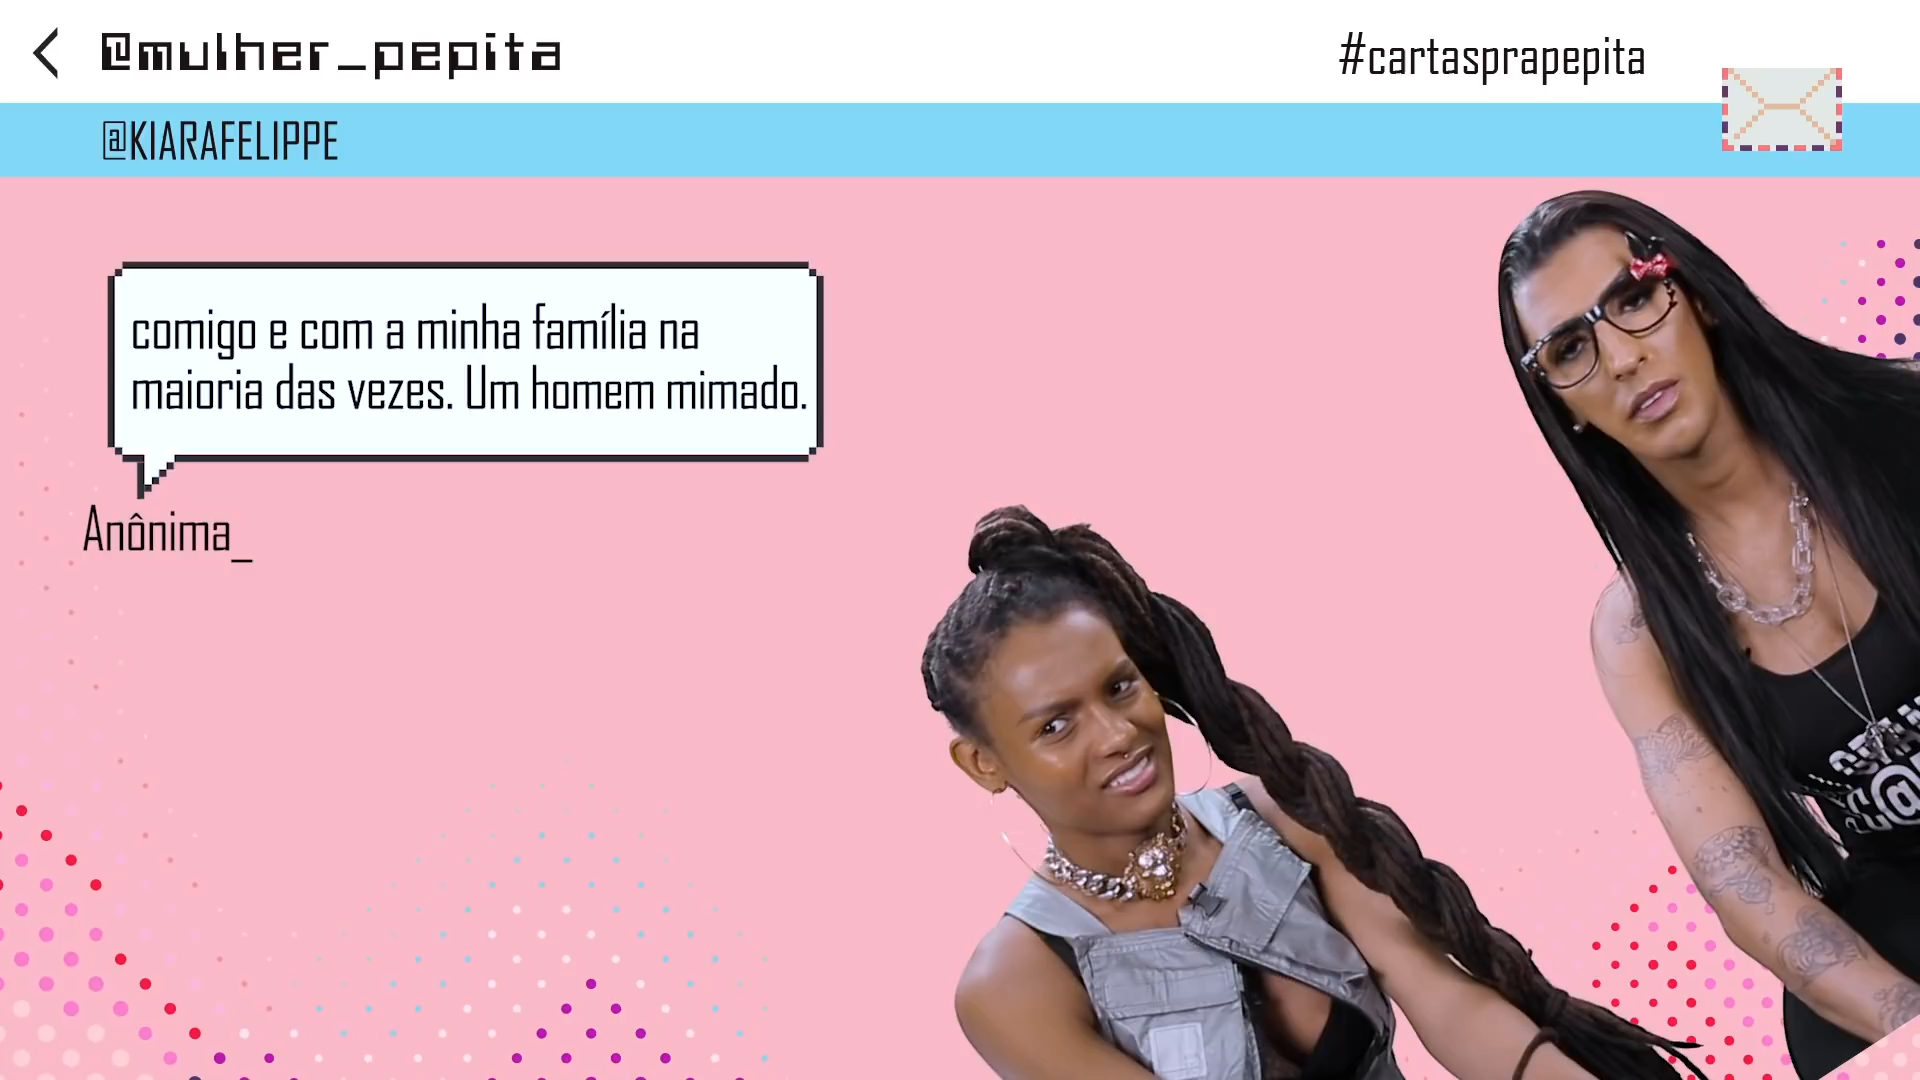 @mulher_pepita
#cartasprapepita
@KIARAFELIPPE
comigo e com a minha família na
maioria das vezes. Um homem mimado.
Anônima_